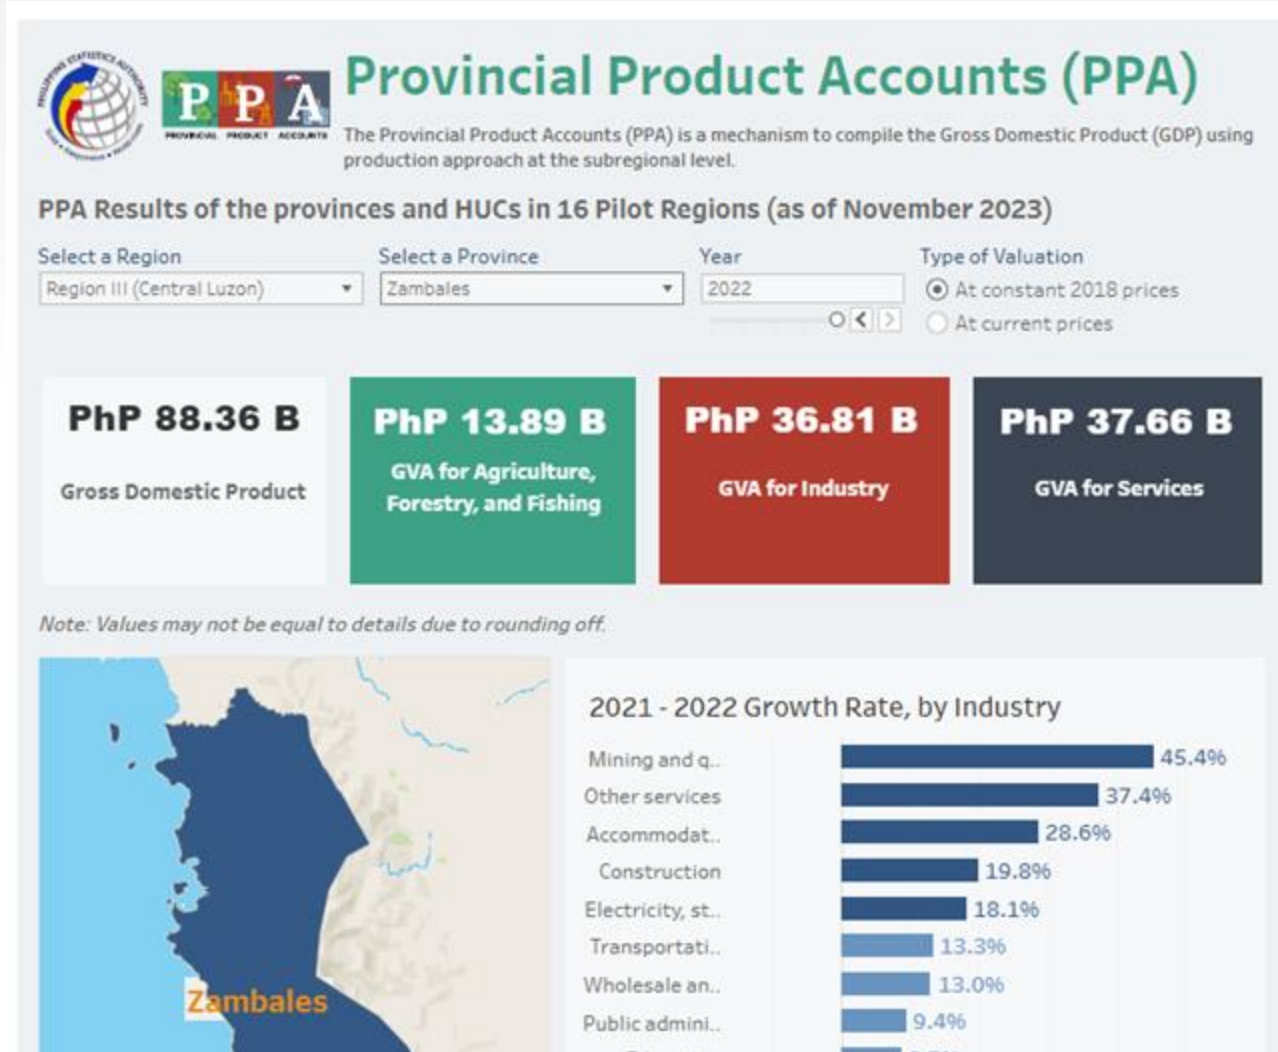 PHILIPPINE STATISTICS AUTHORITY
PPA
PROVINCIAL PRODUCT ACCOUNTS
Provincial Product Accounts (PPA)
The Provincial Product Accounts (PPA) is a mechanism to compile the Gross Domestic Product (GDP) using
production approach at the subregional level.
PPA Results of the provinces and HUCs in 16 Pilot Regions (as of November 2023)
Select a Region
Region III (Central Luzon)
Select a Province
Zambales
Year
2022
Type of Valuation
At constant 2018 prices
At current prices
PhP 88.36 B
Gross Domestic Product
PhP 13.89 B
GVA for Agriculture,
Forestry, and Fishing
PhP 36.81 B
GVA for Industry
PhP 37.66 B
GVA for Services
Note: Values may not be equal to details due to rounding off.
Zambales
2021 - 2022 Growth Rate, by Industry
Mining and q.. 45.4%
Other services 37.4%
Accommodat.. 28.6%
Construction 19.8%
Electricity, st.. 18.1%
Transportati.. 13.3%
Wholesale an.. 13.0%
Public admini.. 9.4%